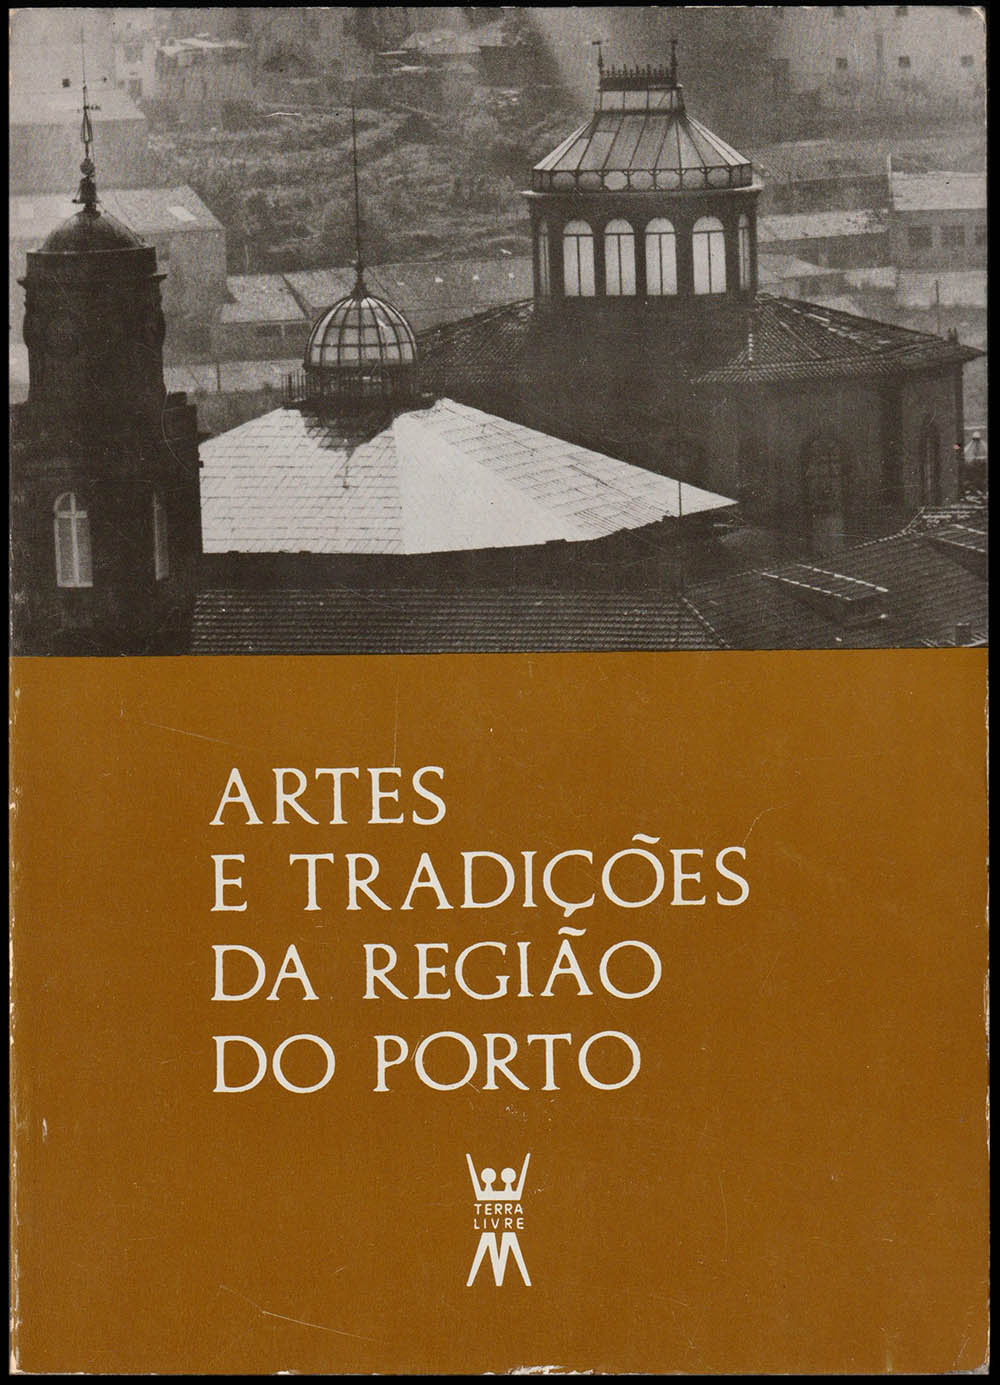 ARTES
E TRADIÇÕES
DA REGIÃO
DO PORTO
TERRA
LIVRE